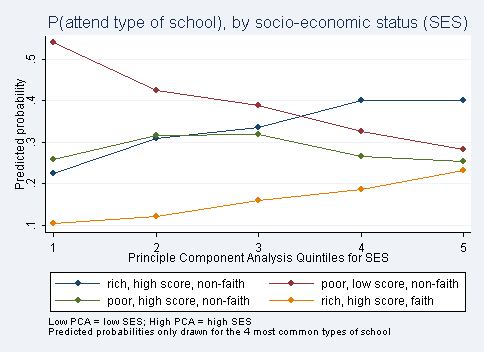 P(attend type of school), by socio-economic status (SES)
Predicted probability
.5
.4
.3
.2
.1
1 2 3 4 5
Principle Component Analysis Quintiles for SES
rich, high score, non-faith poor, low score, non-faith
poor, high score, non-faith rich, high score, faith
Low PCA = low SES; High PCA = high SES
Predicted probabilities only drawn for the 4 most common types of school